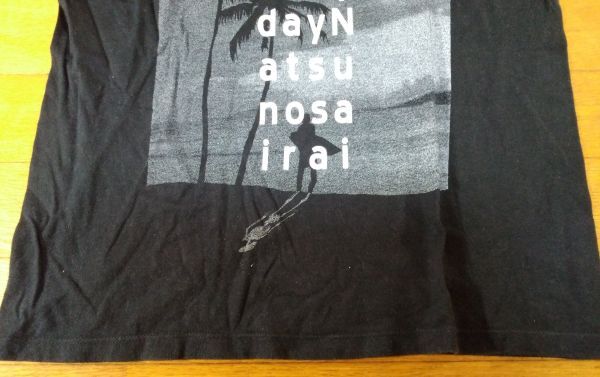 dayN
atsu
nosa
irai